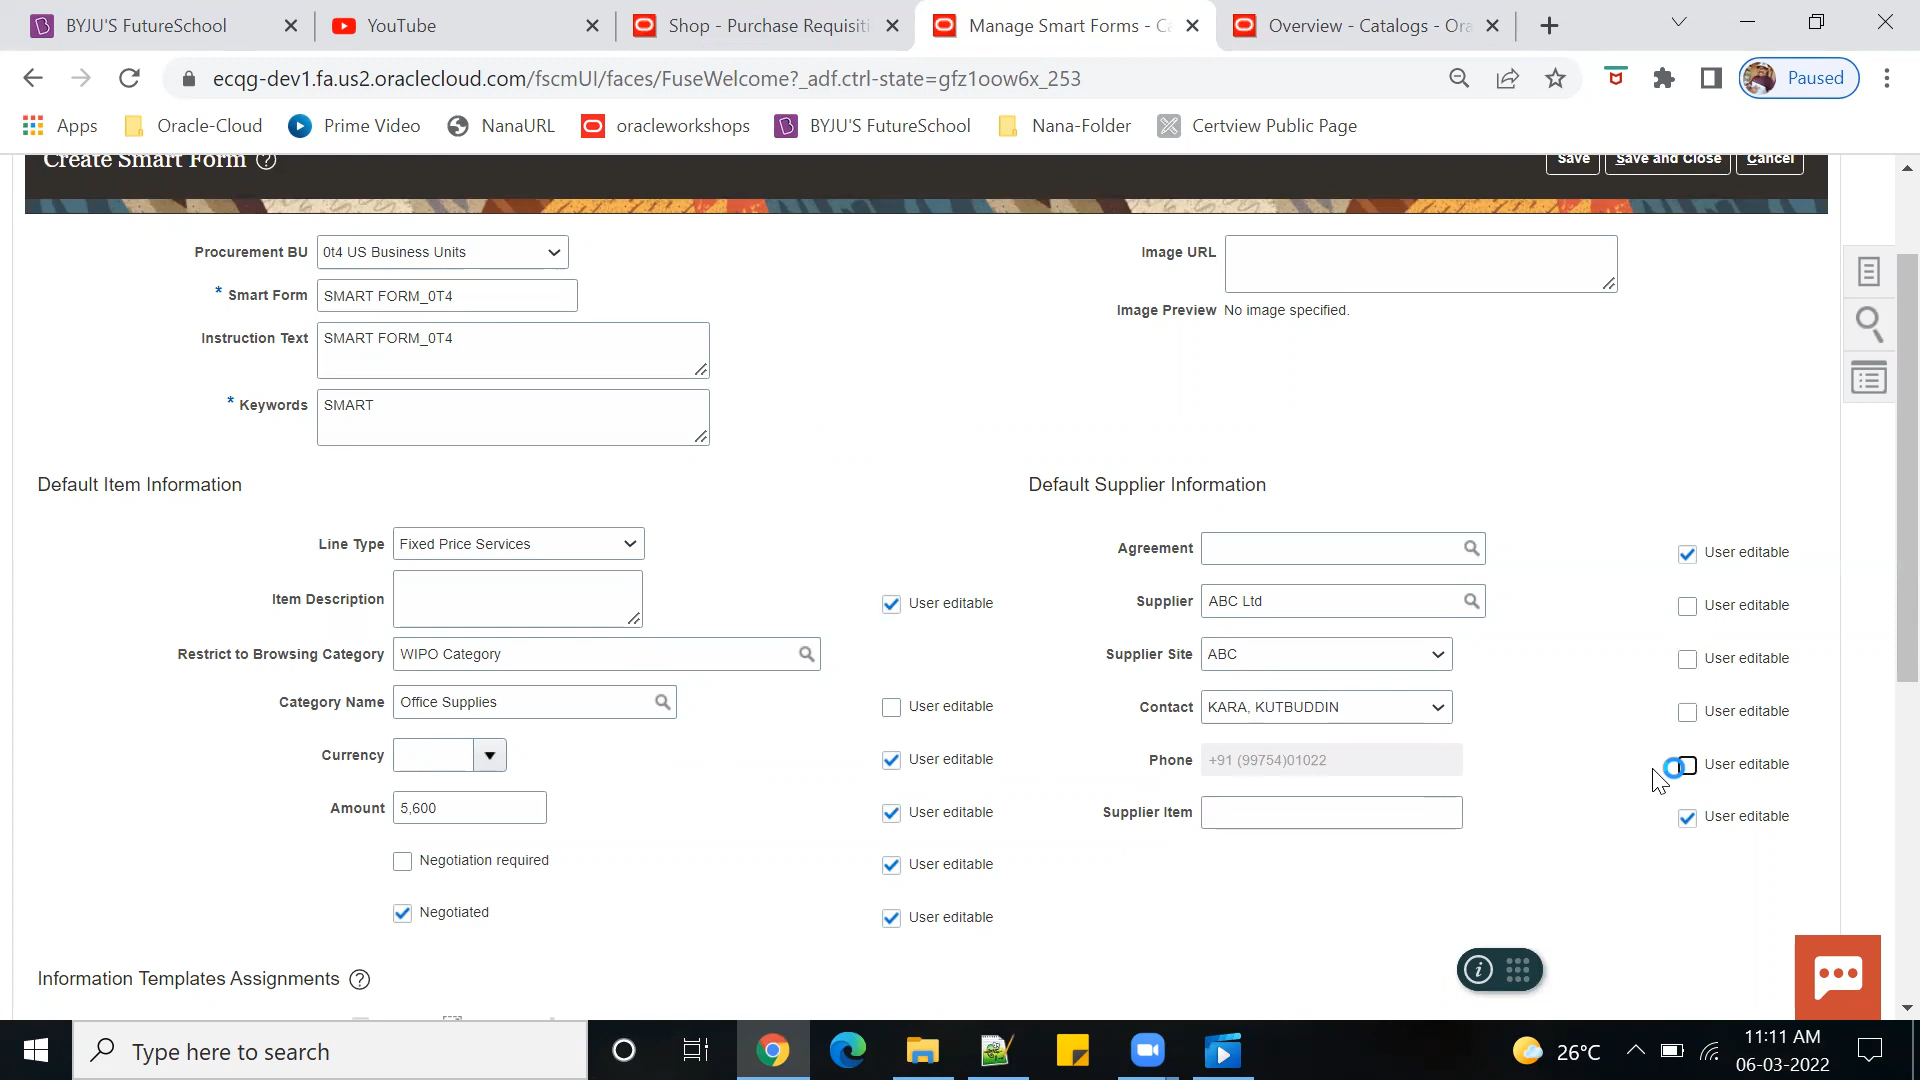 BYJU'S FutureSchool
YouTube
Shop - Purchase Requisiti
Manage Smart Forms - Ca
Overview - Catalogs - Ora
ecqg-dev1.fa.us2.oraclecloud.com/fscmUI/faces/FuseWelcome?_adf.ctrl-state=gfz1oow6x_253
Paused
Apps
Oracle-Cloud
Prime Video
NanaURL
oracleworkshops
BYJU'S FutureSchool
Nana-Folder
Certview Public Page
Create Smart Form
Save
Save and Close
Cancel
Procurement BU 0t4 US Business Units
* Smart Form SMART FORM_0T4
Instruction Text SMART FORM_0T4
* Keywords SMART
Image URL
Image Preview No image specified.
Default Item Information
Line Type Fixed Price Services
Item Description User editable
Restrict to Browsing Category WIPO Category
Category Name Office Supplies User editable
Currency User editable
Amount 5,600 User editable
Negotiation required User editable
Negotiated User editable
Default Supplier Information
Agreement User editable
Supplier ABC Ltd User editable
Supplier Site ABC User editable
Contact KARA, KUTBUDDIN User editable
Phone +91 (99754)01022 User editable
Supplier Item User editable
Information Templates Assignments
Type here to search
26°C
11:11 AM
06-03-2022